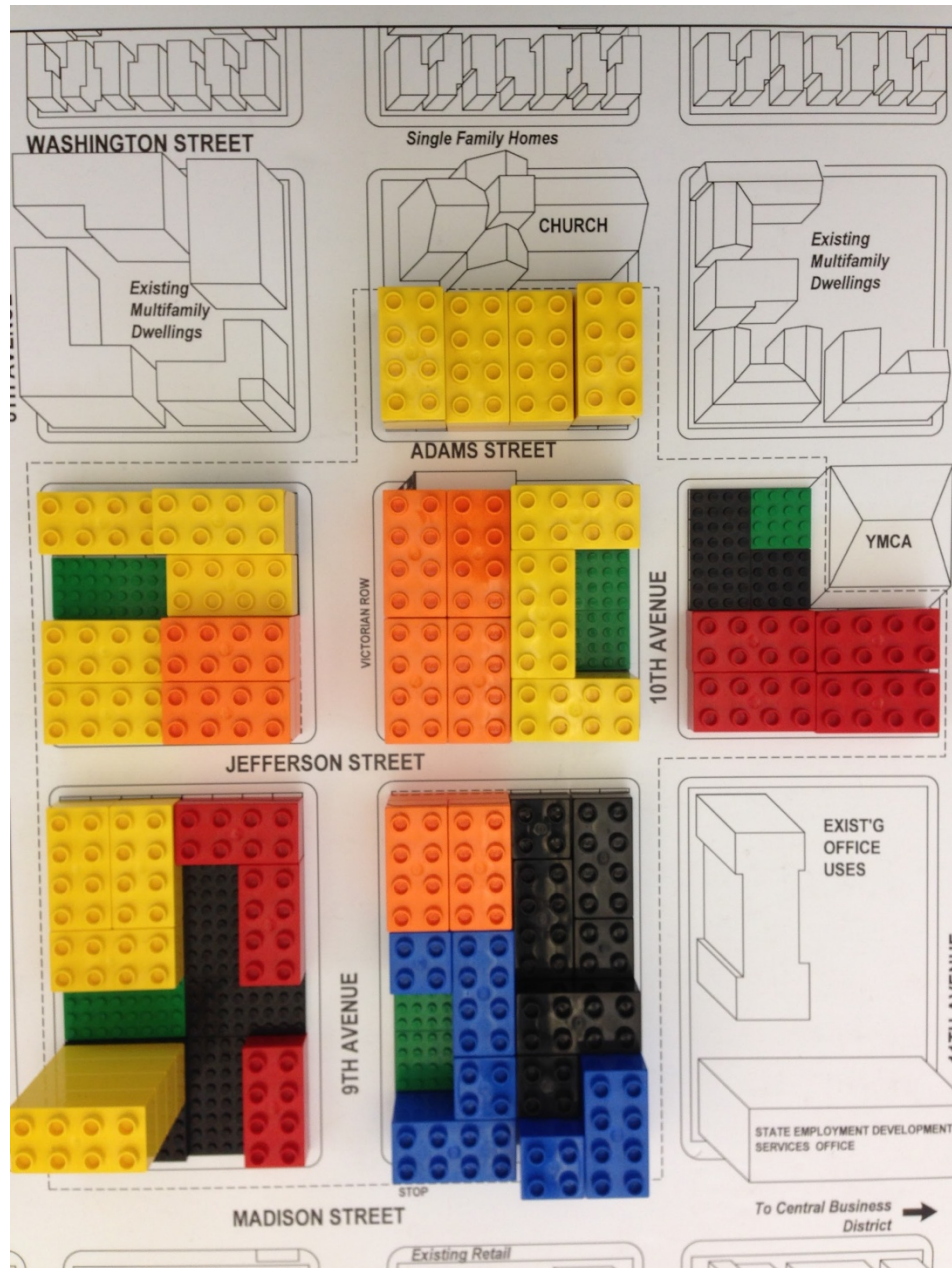 WASHINGTON STREET
Single Family Homes
CHURCH
Existing
Multifamily
Dwellings
Existing
Multifamily
Dwellings
ADAMS STREET
YMCA
VICTORIAN ROW
10TH AVENUE
JEFFERSON STREET
EXIST'G
OFFICE
USES
9TH AVENUE
STATE EMPLOYMENT DEVELOPMENT
SERVICES OFFICE
STOP
MADISON STREET
To Central Business
District
Existing Retail